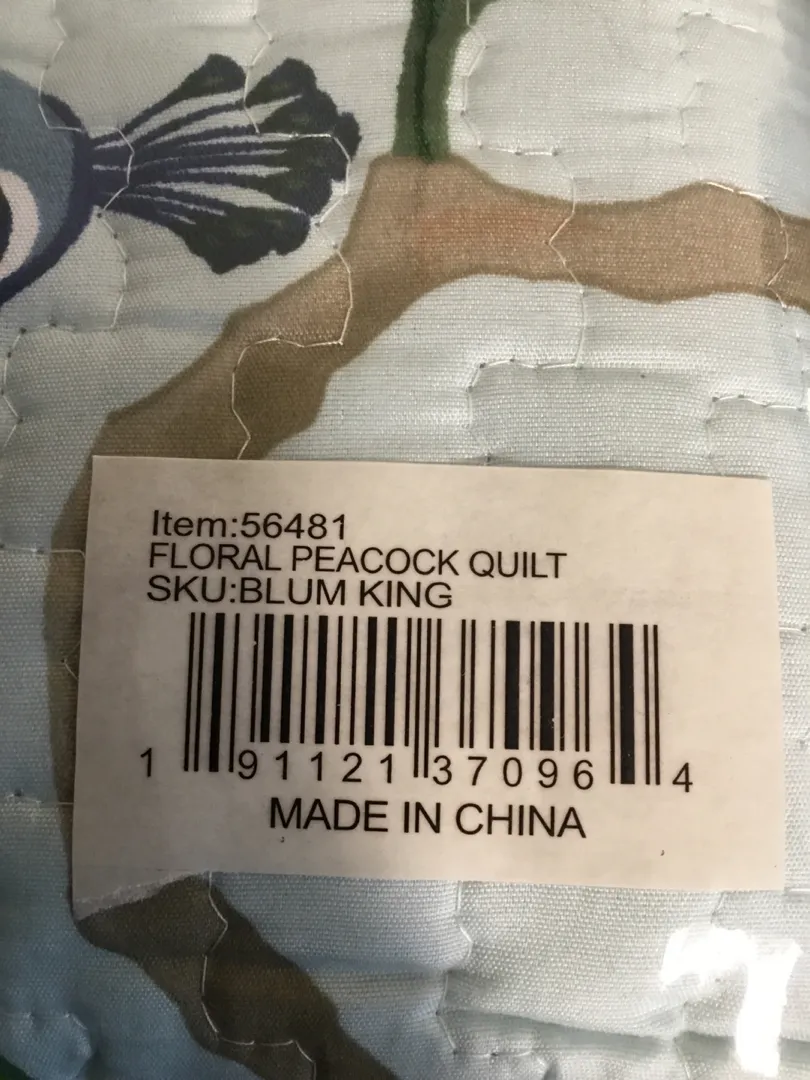 Item:56481
FLORAL PEACOCK QUILT
SKU:BLUM KING
1 91121 37096 4
MADE IN CHINA